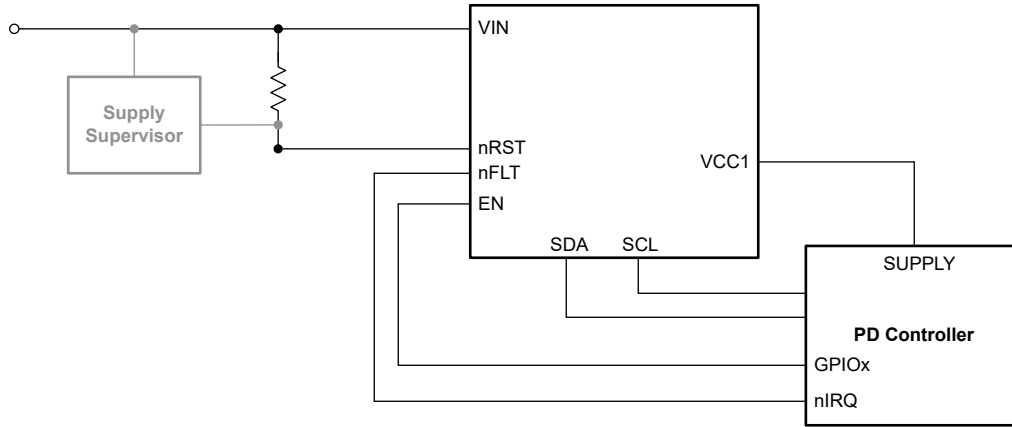 VIN
Supply
Supervisor
nRST
nFLT
VCC1
EN
SDA
SCL
SUPPLY
PD Controller
GPIOx
nIRQ